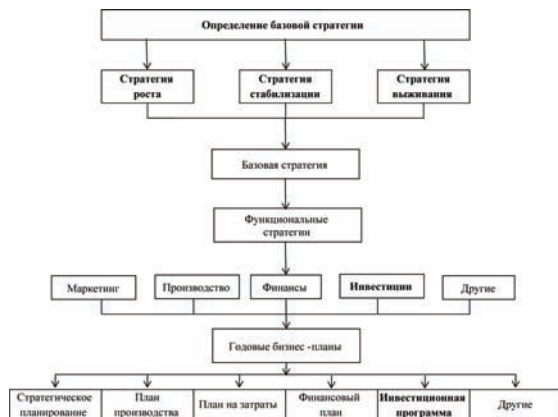 Определение базовой стратегии
Стратегия
роста
Стратегия
стабилизации
Стратегия
выживания
Базовая стратегия
Функциональные
стратегии
Маркетинг
Производство
Финансы
Инвестиции
Другие
Годовые бизнес -планы
Стратегическое
планирование
План
производства
План на затраты
Финансовый
план
Инвестиционная
программа
Другие